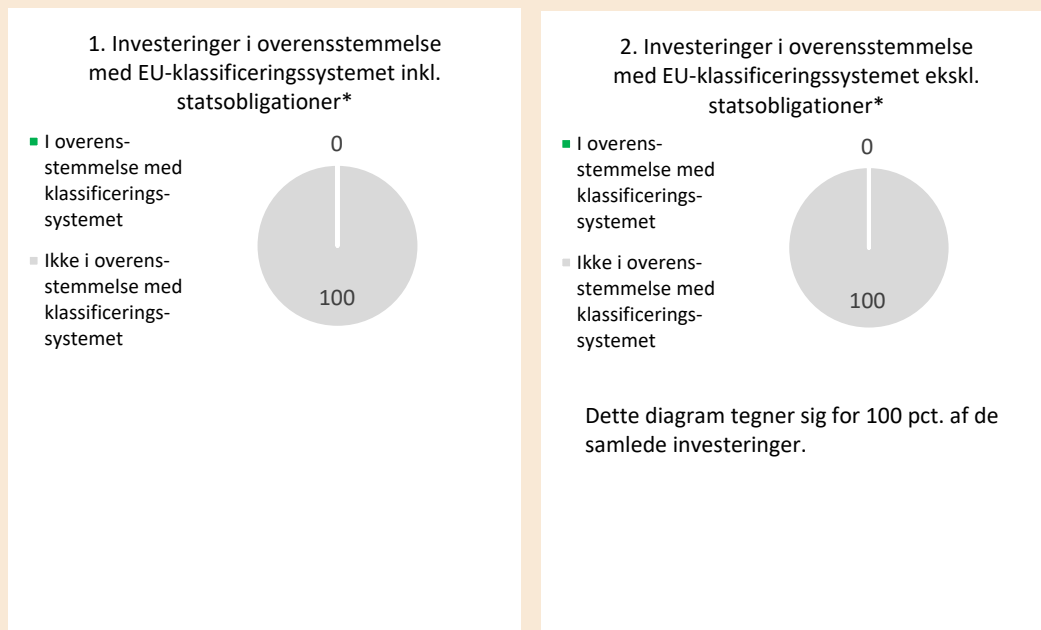 1. Investeringer i overensstemmelse
med EU-klassificeringssystemet inkl.
statsobligationer*
I overens-
stemmelse med
klassificerings-
systemet
Ikke i overens-
stemmelse med
klassificerings-
systemet
0
100
2. Investeringer i overensstemmelse
med EU-klassificeringssystemet ekskl.
statsobligationer*
I overens-
stemmelse med
klassificerings-
systemet
Ikke i overens-
stemmelse med
klassificerings-
systemet
0
100
Dette diagram tegner sig for 100 pct. af de
samlede investeringer.